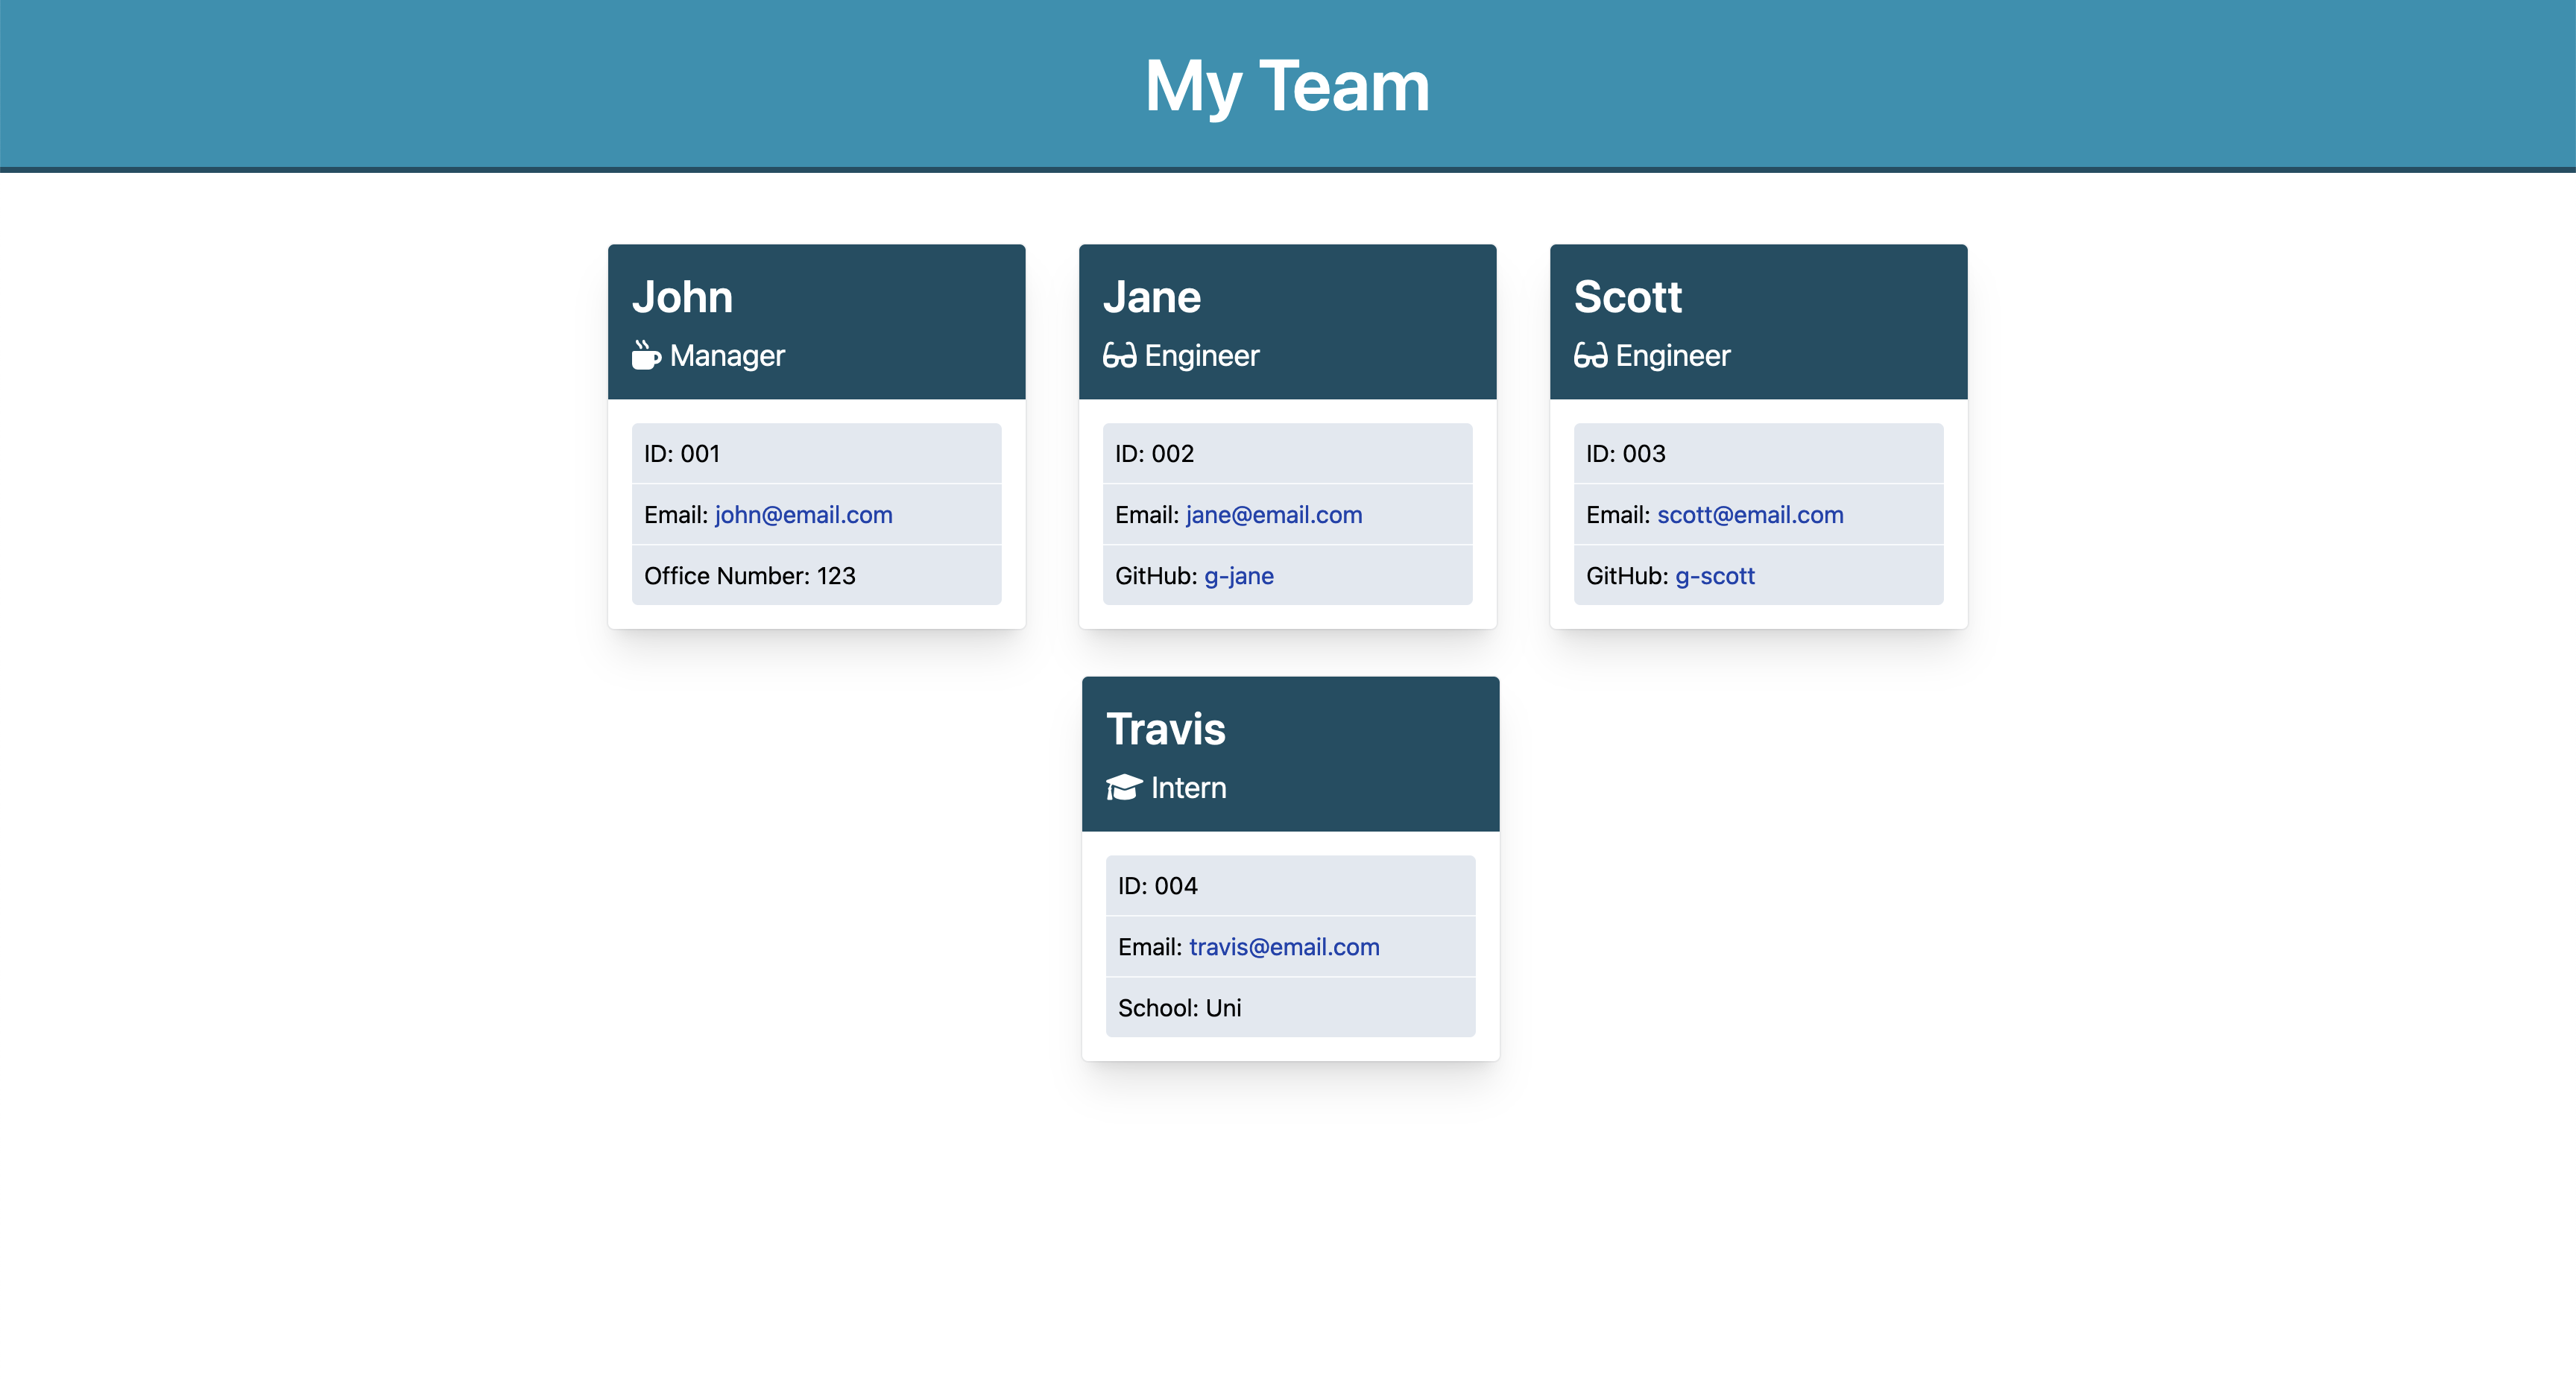 My Team
John
Manager
ID: 001
Email: john@email.com
Office Number: 123
Jane
Engineer
ID: 002
Email: jane@email.com
GitHub: g-jane
Scott
Engineer
ID: 003
Email: scott@email.com
GitHub: g-scott
Travis
Intern
ID: 004
Email: travis@email.com
School: Uni